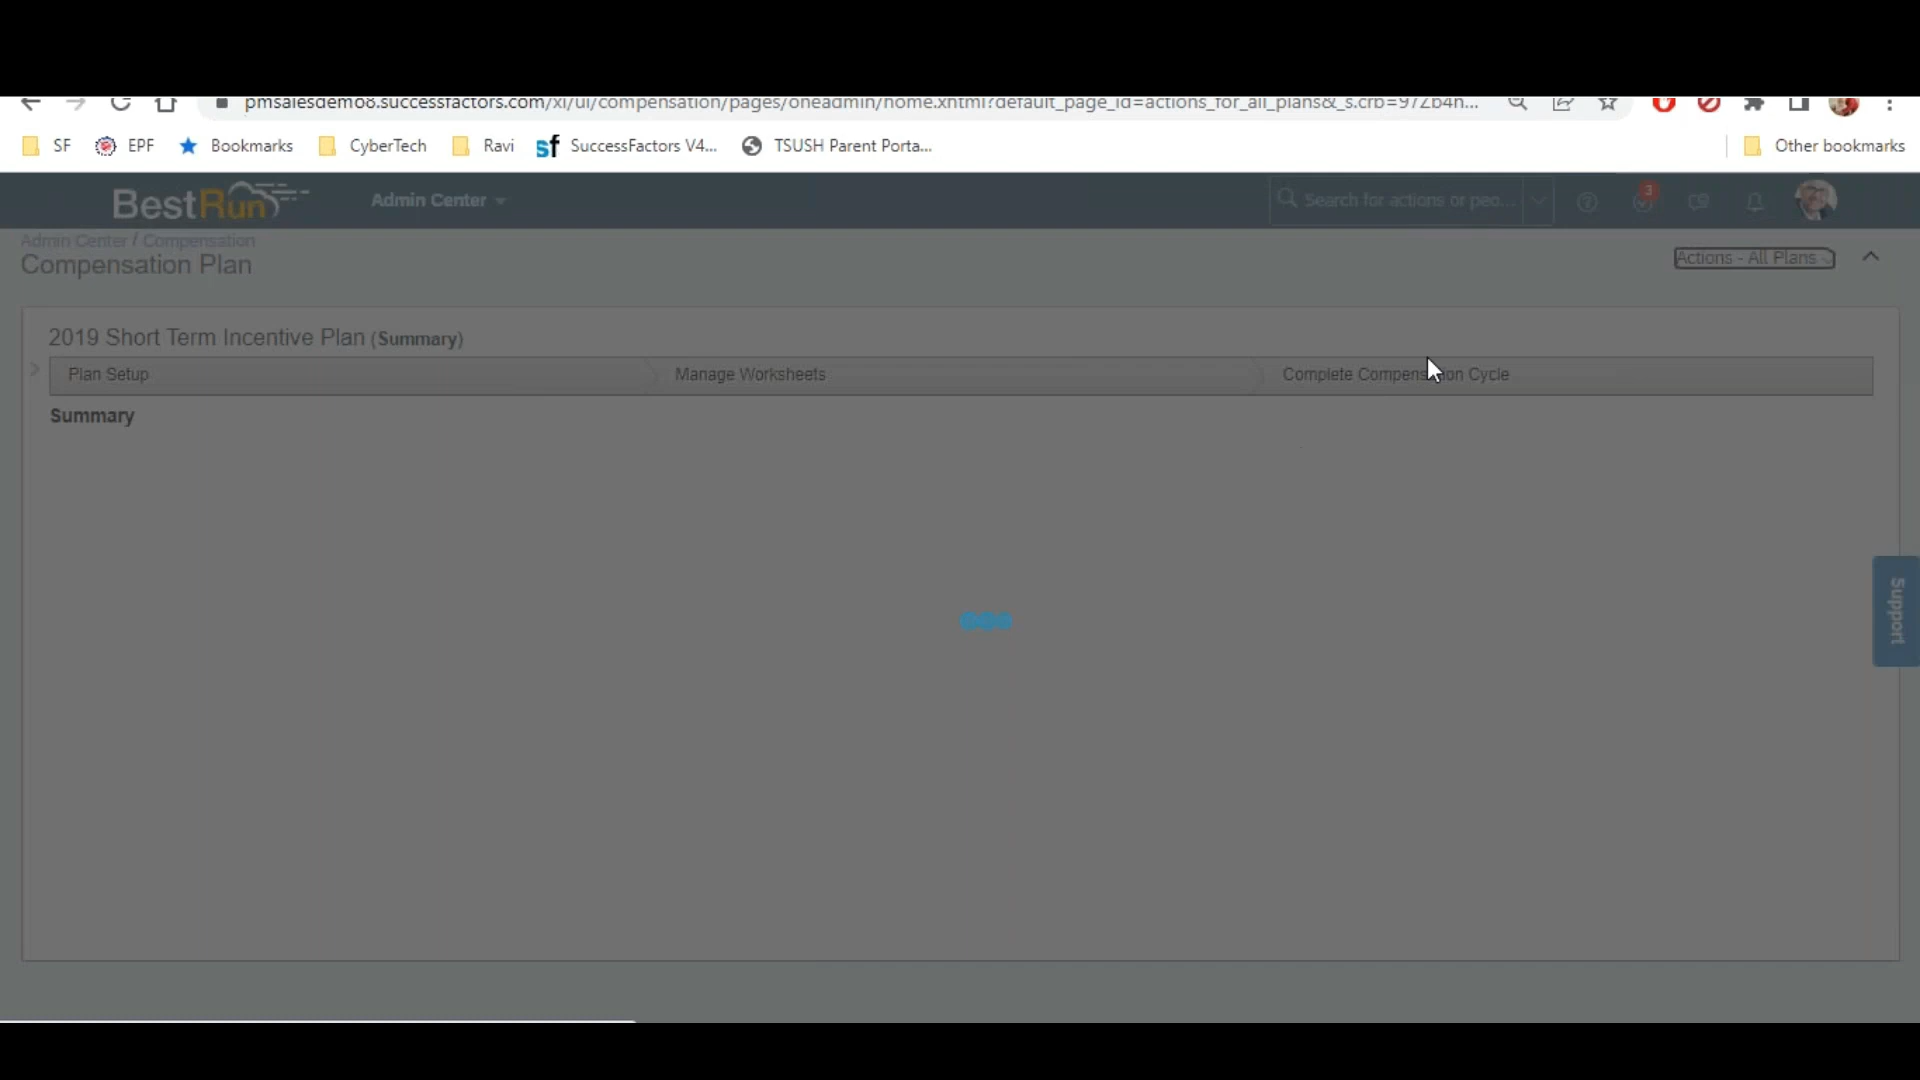 pmsalesdemo8.successfactors.com/xi/ui/compensation/pages/oneadmin/home.xhtml?default_page_id=actions_for_all_plans&_s.crb=97Zb4h...
SF EPF Bookmarks CyberTech Ravi sf SuccessFactors V4... TSUSH Parent Porta... Other bookmarks
BestRun Admin Center Search for actions or peo... 3
Admin Center / Compensation
Compensation Plan Actions - All Plans
2019 Short Term Incentive Plan (Summary)
Plan Setup Manage Worksheets Complete Compensation Cycle
Summary
Support